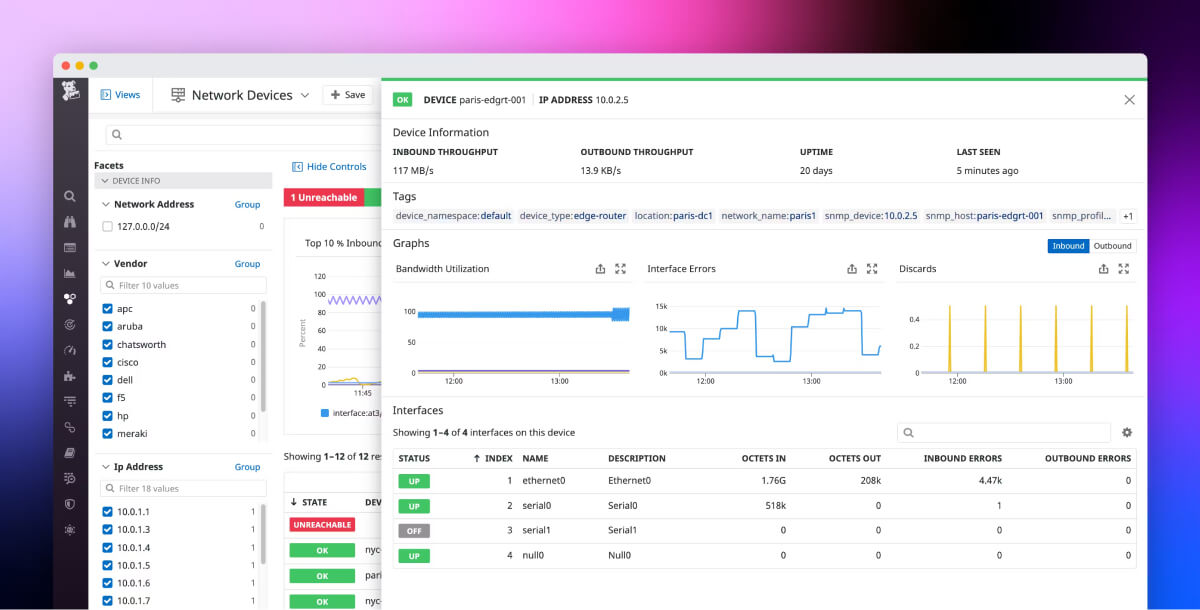 Views
Network Devices
+ Save
Facets
DEVICE INFO
Network Address
Group
127.0.0.0/24
0
Vendor
Group
Filter 10 values
apc 0
aruba 0
chatsworth 0
cisco 0
dell 0
f5 0
hp 0
meraki 0
Ip Address
Group
Filter 18 values
10.0.1.1 1
10.0.1.3 1
10.0.1.4 1
10.0.1.5 1
10.0.1.6 1
10.0.1.7 1
Hide Controls
1 Unreachable
Top 10 % Inbound
Percent
120
100
80
60
40
20
0
11:45
interface:at3/
Showing 1–12 of 12 res
STATE DEV
UNREACHABLE
OK nyc-
OK pari
OK nyc-
OK DEVICE paris-edgrt-001 IP ADDRESS 10.0.2.5
Device Information
INBOUND THROUGHPUT OUTBOUND THROUGHPUT UPTIME LAST SEEN
117 MB/s 13.9 KB/s 20 days 5 minutes ago
Tags
device_namespace:default device_type:edge-router location:paris-dc1 network_name:paris1 snmp_device:10.0.2.5 snmp_host:paris-edgrt-001 snmp_profil... +1
Graphs
Inbound Outbound
Bandwidth Utilization
100
50
0
12:00 13:00
Interface Errors
15k
10k
5k
0k
12:00 13:00
Discards
0.4
0.2
0
12:00 13:00
Interfaces
Showing 1–4 of 4 interfaces on this device
STATUS INDEX NAME DESCRIPTION OCTETS IN OCTETS OUT INBOUND ERRORS OUTBOUND ERRORS
UP 1 ethernet0 Ethernet0 1.76G 208k 4.47k 0
UP 2 serial0 Serial0 518k 0 1 0
OFF 3 serial1 Serial1 0 0 0 0
UP 4 null0 Null0 0 0 0 0